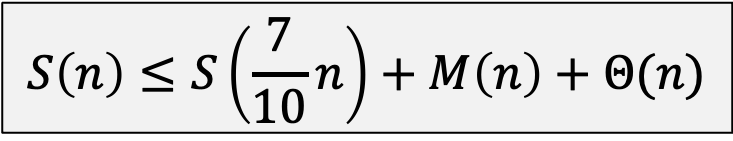 S(n) ≤ S(7/10 n) + M(n) + Θ(n)